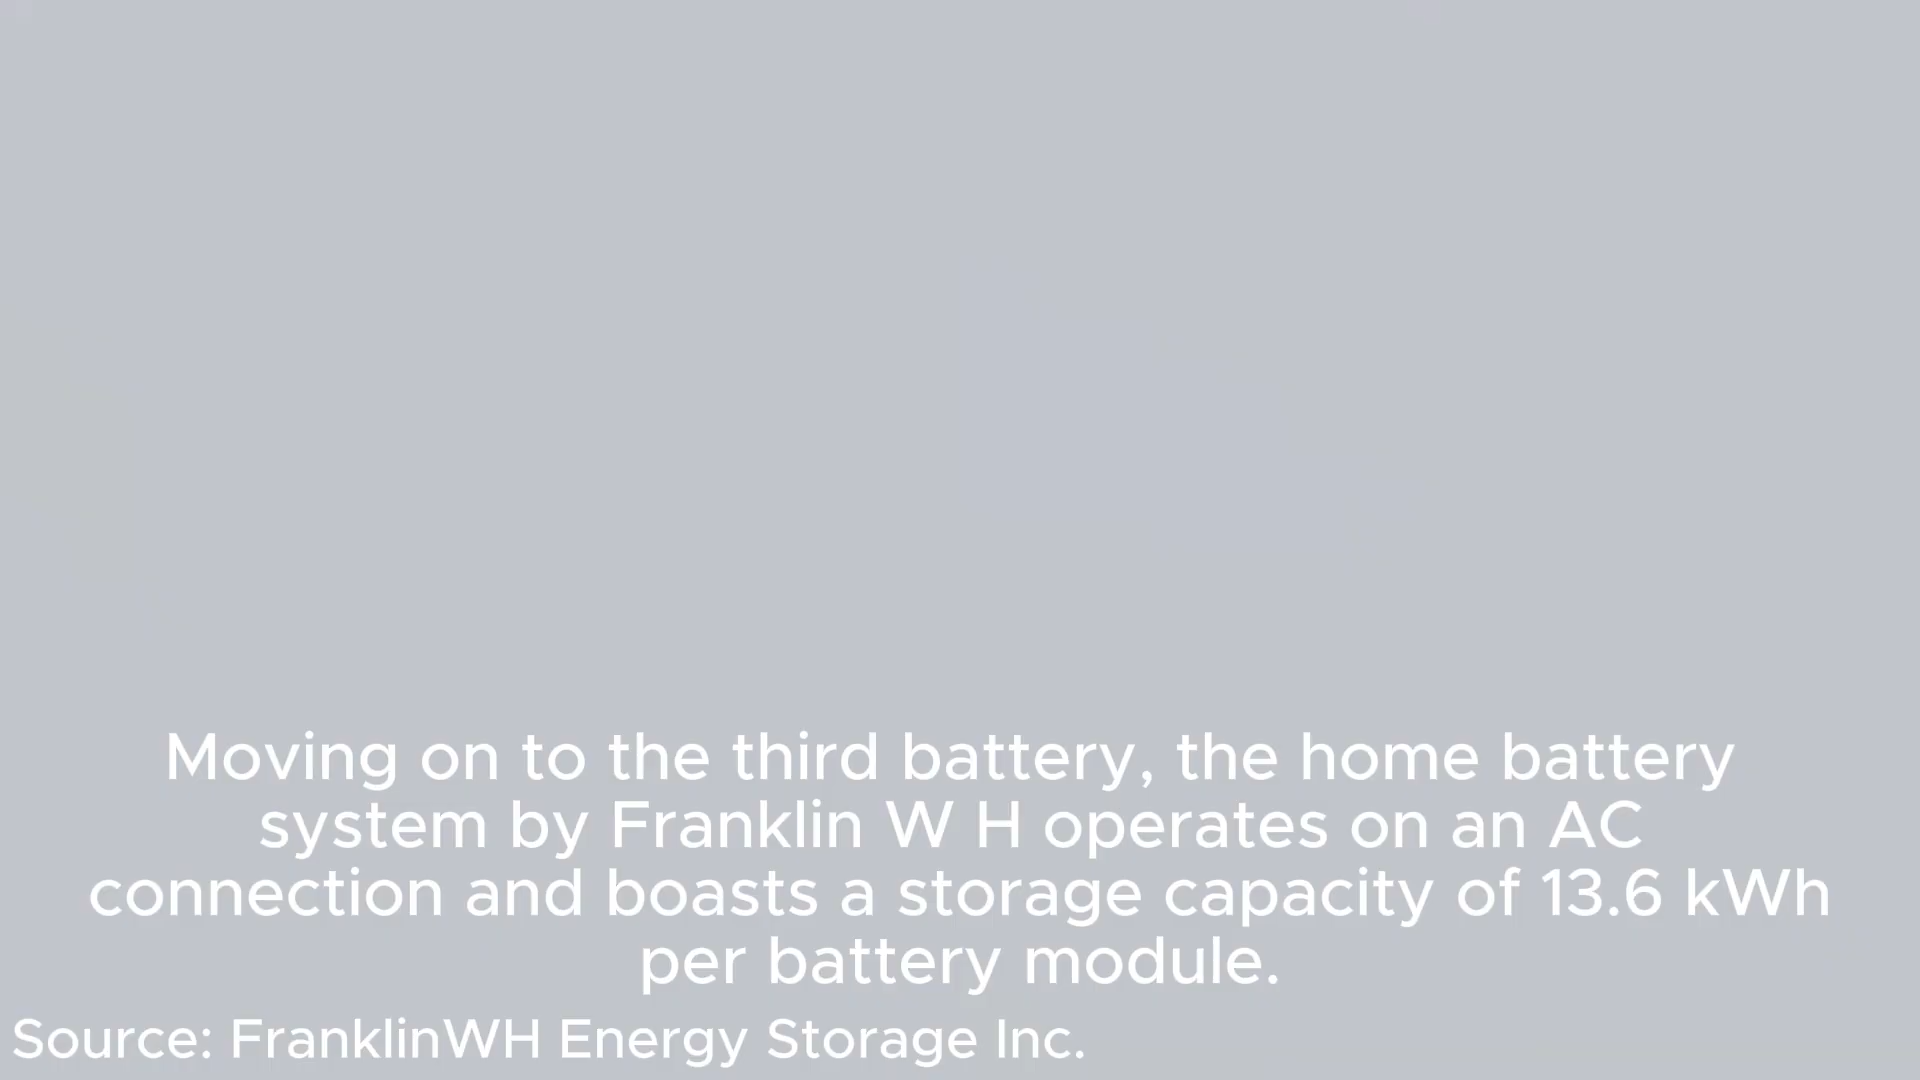 Moving on to the third battery, the home battery
system by Franklin W H operates on an AC
connection and boasts a storage capacity of 13.6 kWh
per battery module.
Source: FranklinWH Energy Storage Inc.